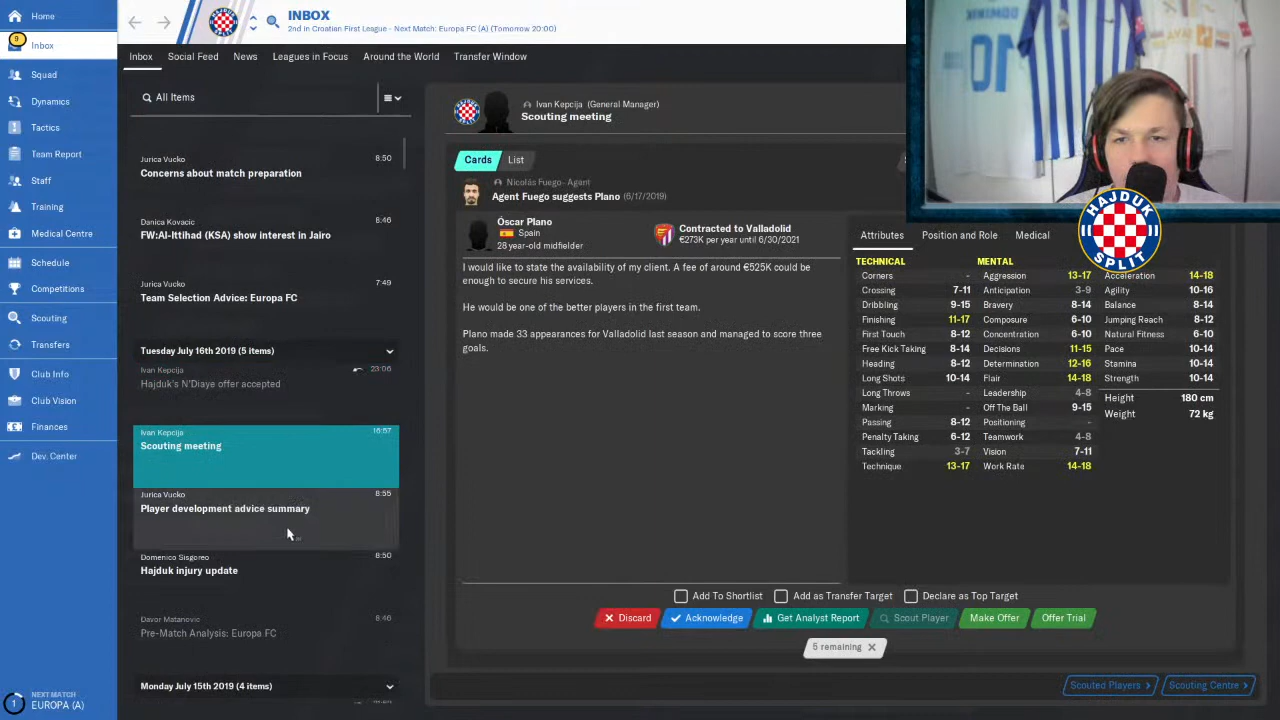 Home
9
Inbox
Squad
Dynamics
Tactics
Team Report
Staff
Training
Medical Centre
Schedule
Competitions
Scouting
Transfers
Club Info
Club Vision
Finances
Dev. Center
1
NEXT MATCH
EUROPA (A)
INBOX
2nd in Croatian First League - Next Match: Europa FC (A) (Tomorrow 20:00)
Inbox Social Feed News Leagues in Focus Around the World Transfer Window
All Items
Jurica Vucko 8:50
Concerns about match preparation
Danica Kovacic 8:46
FW:Al-Ittihad (KSA) show interest in Jairo
Jurica Vucko 7:49
Team Selection Advice: Europa FC
Tuesday July 16th 2019 (5 items)
Ivan Kepcija 23:06
Hajduk's N'Diaye offer accepted
Ivan Kepcija 16:57
Scouting meeting
Jurica Vucko 8:55
Player development advice summary
Domenico Sisgoreo 8:50
Hajduk injury update
Davor Matanovic 8:46
Pre-Match Analysis: Europa FC
Monday July 15th 2019 (4 items)
Ivan Kepcija (General Manager)
Scouting meeting
Cards List
Nicolás Fuego - Agent
Agent Fuego suggests Plano (6/17/2019)
Óscar Plano
Spain
28 year-old midfielder
Contracted to Valladolid
€273K per year until 6/30/2021
I would like to state the availability of my client. A fee of around €525K could be
enough to secure his services.
He would be one of the better players in the first team.
Plano made 33 appearances for Valladolid last season and managed to score three
goals.
Attributes Position and Role Medical
TECHNICAL MENTAL
Corners - Aggression 13-17 Acceleration 14-18
Crossing 7-11 Anticipation 3-9 Agility 10-16
Dribbling 9-15 Bravery 8-14 Balance 8-14
Finishing 11-17 Composure 6-10 Jumping Reach 8-12
First Touch 8-12 Concentration 6-10 Natural Fitness 6-10
Free Kick Taking 8-14 Decisions 11-15 Pace 10-14
Heading 8-12 Determination 12-16 Stamina 10-14
Long Shots 10-14 Flair 14-18 Strength 10-14
Long Throws - Leadership 4-8
Marking - Off The Ball 9-15
Passing 8-12 Positioning -
Penalty Taking 6-12 Teamwork 4-8
Tackling 3-7 Vision 7-11
Technique 13-17 Work Rate 14-18
Height 180 cm
Weight 72 kg
Add To Shortlist Add as Transfer Target Declare as Top Target
Discard Acknowledge Get Analyst Report Scout Player Make Offer Offer Trial
5 remaining
Scouted Players > Scouting Centre >
HAJDUK
SPLIT
10